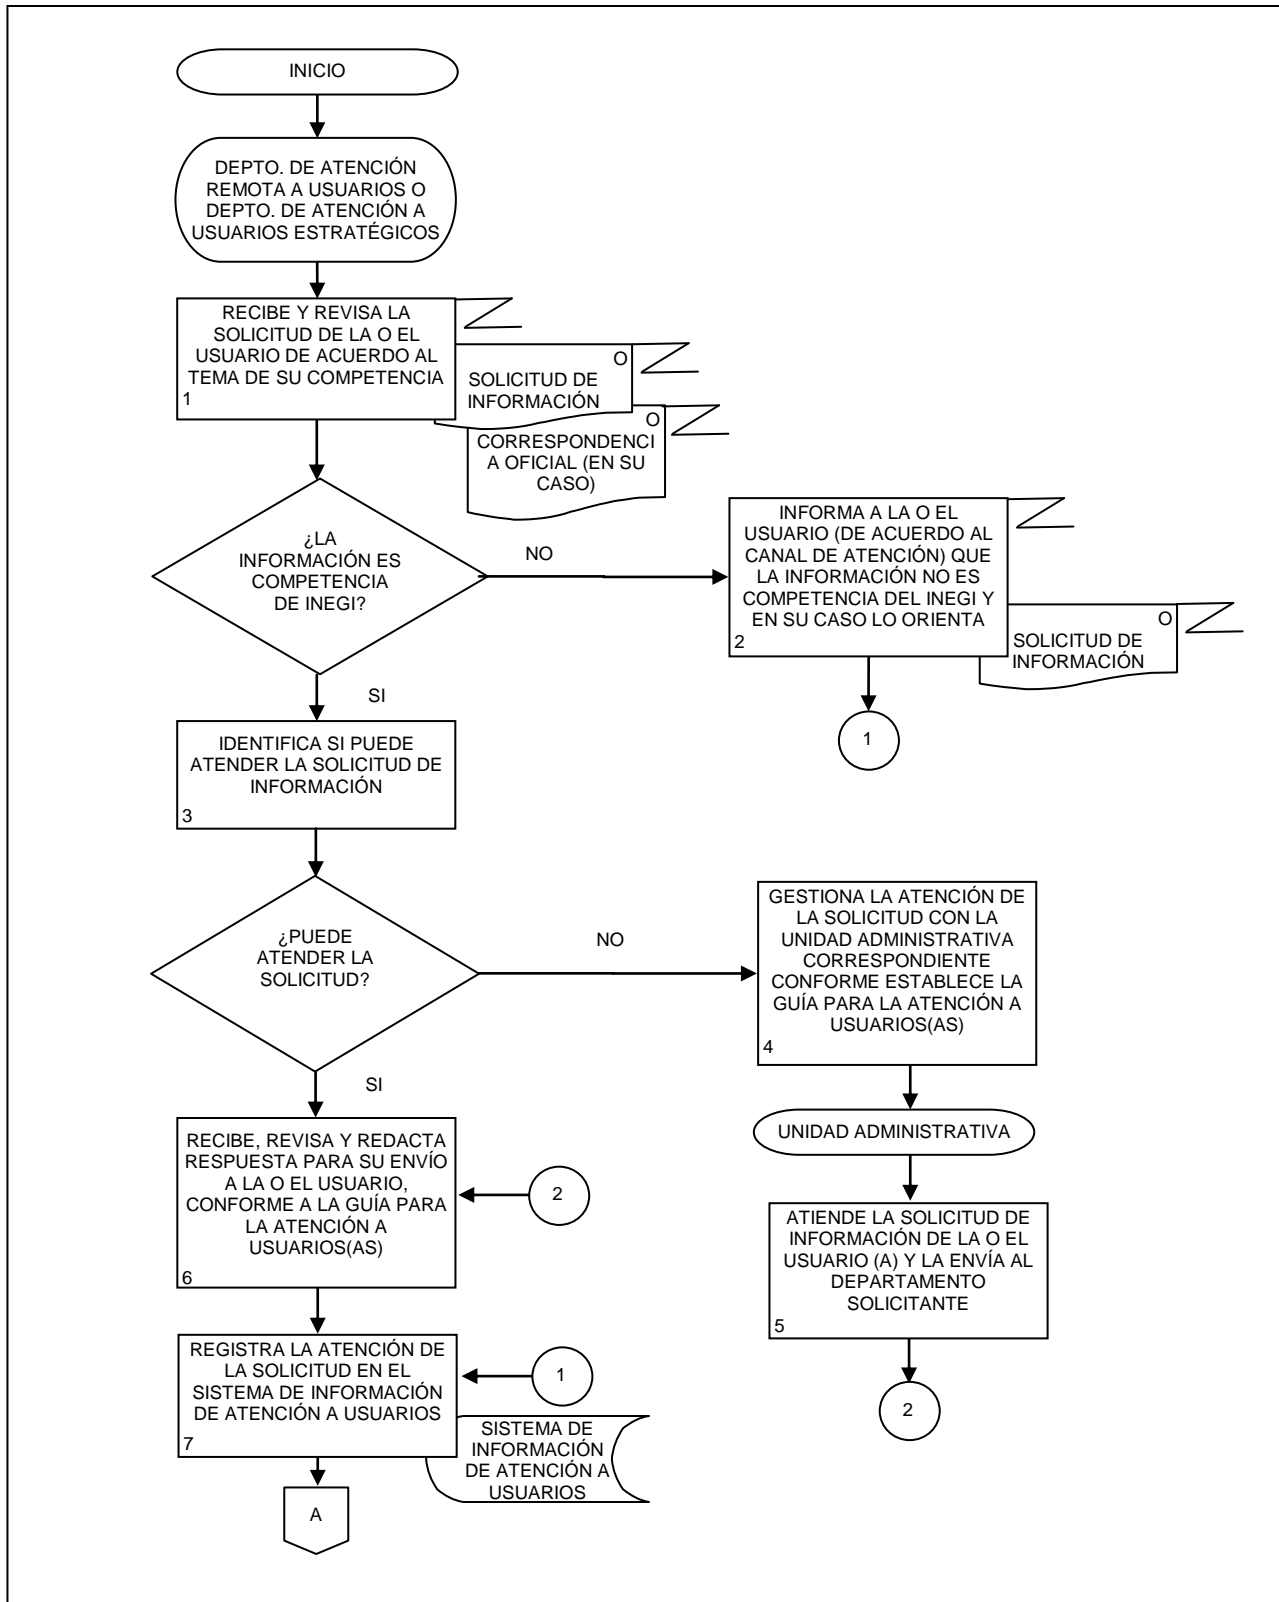 INICIO
DEPTO. DE ATENCIÓN
REMOTA A USUARIOS O
DEPTO. DE ATENCIÓN A
USUARIOS ESTRATÉGICOS
RECIBE Y REVISA LA
SOLICITUD DE LA O EL
USUARIO DE ACUERDO AL
TEMA DE SU COMPETENCIA
1
O
SOLICITUD DE
INFORMACIÓN
O
CORRESPONDENCI
A OFICIAL (EN SU
CASO)
¿LA
INFORMACIÓN ES
COMPETENCIA
DE INEGI?
NO
INFORMA A LA O EL
USUARIO (DE ACUERDO AL
CANAL DE ATENCIÓN) QUE
LA INFORMACIÓN NO ES
COMPETENCIA DEL INEGI Y
EN SU CASO LO ORIENTA
2
O
SOLICITUD DE
INFORMACIÓN
1
SI
IDENTIFICA SI PUEDE
ATENDER LA SOLICITUD DE
INFORMACIÓN
3
¿PUEDE
ATENDER LA
SOLICITUD?
NO
GESTIONA LA ATENCIÓN DE
LA SOLICITUD CON LA
UNIDAD ADMINISTRATIVA
CORRESPONDIENTE
CONFORME ESTABLECE LA
GUÍA PARA LA ATENCIÓN A
USUARIOS(AS)
4
UNIDAD ADMINISTRATIVA
ATIENDE LA SOLICITUD DE
INFORMACIÓN DE LA O EL
USUARIO (A) Y LA ENVÍA AL
DEPARTAMENTO
SOLICITANTE
5
2
SI
RECIBE, REVISA Y REDACTA
RESPUESTA PARA SU ENVÍO
A LA O EL USUARIO,
CONFORME A LA GUÍA PARA
LA ATENCIÓN A
USUARIOS(AS)
6
2
REGISTRA LA ATENCIÓN DE
LA SOLICITUD EN EL
SISTEMA DE INFORMACIÓN
DE ATENCIÓN A USUARIOS
7
1
SISTEMA DE
INFORMACIÓN
DE ATENCIÓN A
USUARIOS
A